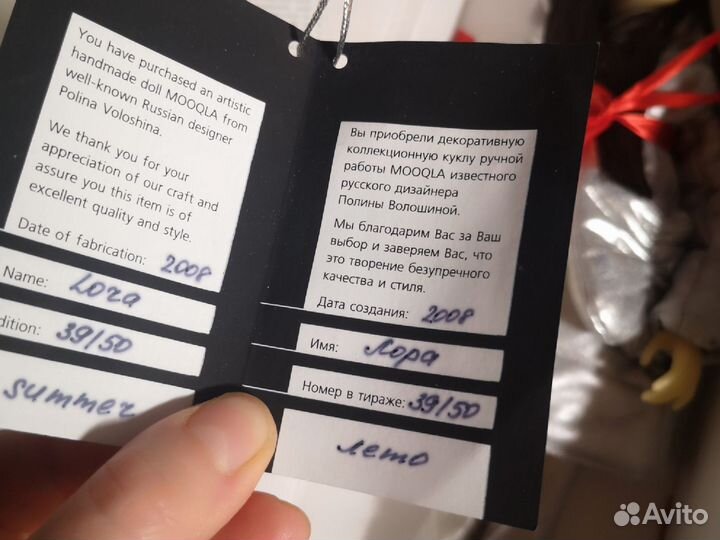 You have purchased an artistic
handmade doll MOOQLA from
well-known Russian designer
Polina Voloshina.
We thank you for your
appreciation of our craft and
assure you this item is of
excellent quality and style.
Date of fabrication: 2008
Name: Lora
dition: 39/50
summer
Вы приобрели декоративную
коллекционную куклу ручной
работы MOOQLA известного
русского дизайнера
Полины Волошиной.
Мы благодарим Вас за Ваш
выбор и заверяем Вас, что
это творение безупречного
качества и стиля.
Дата создания: 2008
Имя: Лора
Номер в тираже: 39/50
лето
Avito